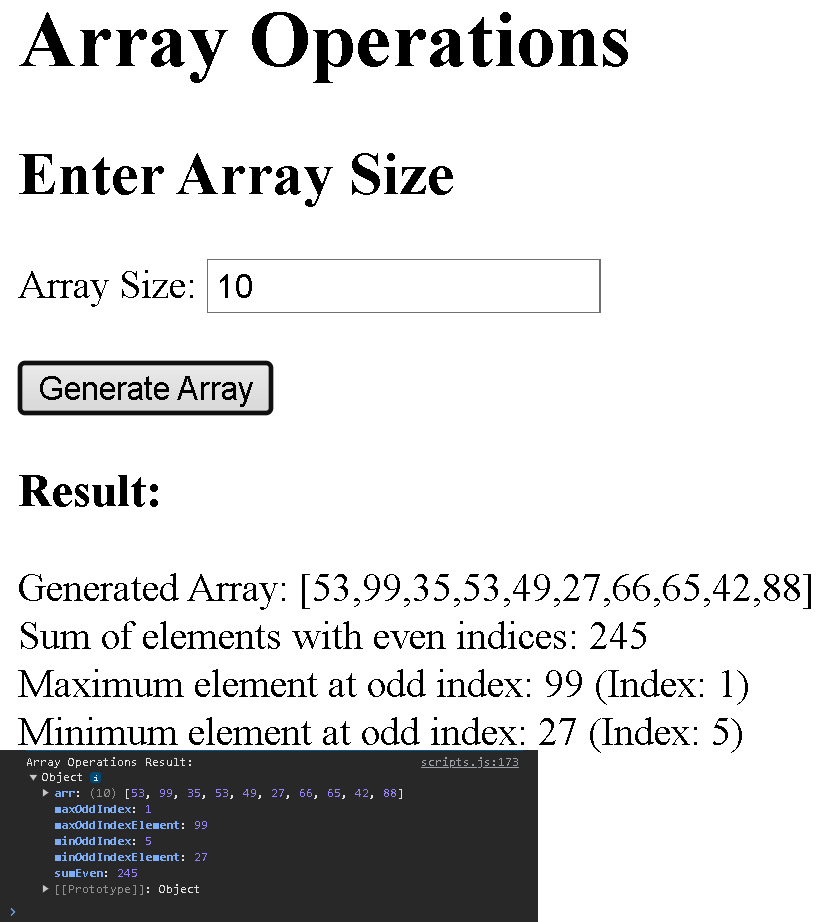 Array Operations
Enter Array Size
Array Size: 10
Generate Array
Result:
Generated Array: [53,99,35,53,49,27,66,65,42,88]
Sum of elements with even indices: 245
Maximum element at odd index: 99 (Index: 1)
Minimum element at odd index: 27 (Index: 5)
Array Operations Result: scripts.js:173
▼ Object i
▶ arr: (10) [53, 99, 35, 53, 49, 27, 66, 65, 42, 88]
maxOddIndex: 1
maxOddIndexElement: 99
minOddIndex: 5
minOddIndexElement: 27
sumEven: 245
▶ [[Prototype]]: Object
>